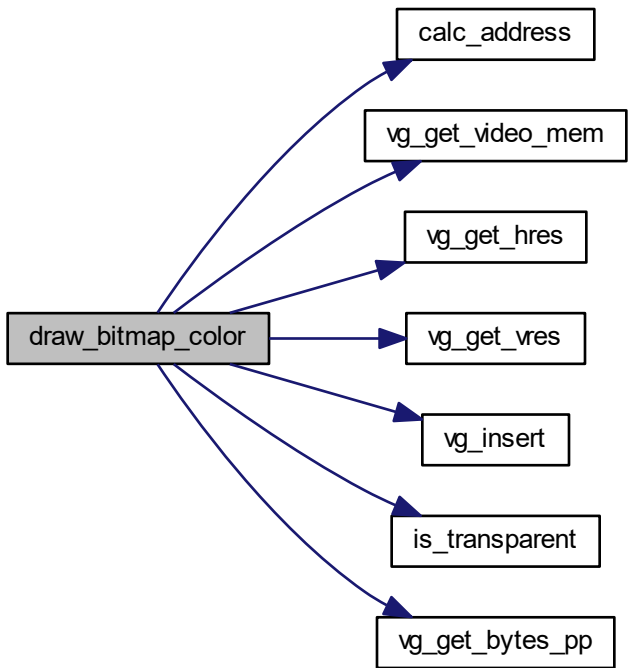 calc_address
vg_get_video_mem
vg_get_hres
draw_bitmap_color
vg_get_vres
vg_insert
is_transparent
vg_get_bytes_pp